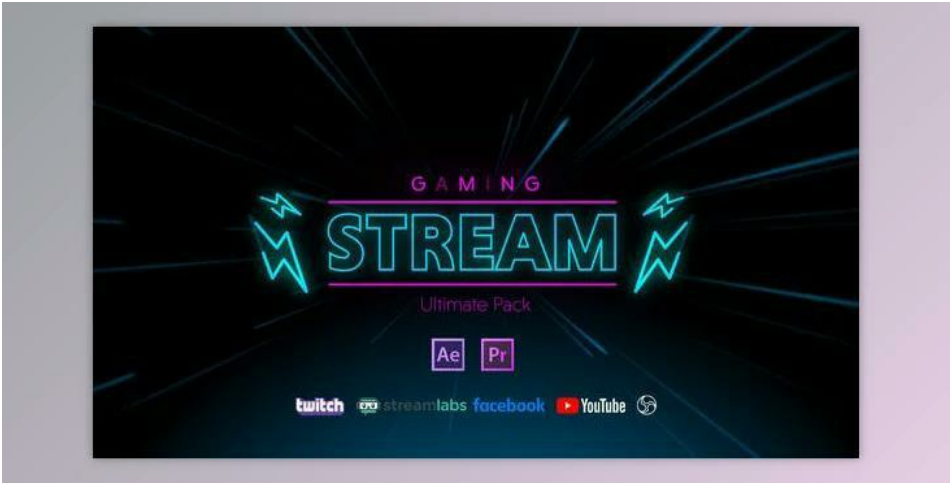 GAMING
STREAM
Ultimate Pack
Ae Pr
twitch streamlabs facebook YouTube